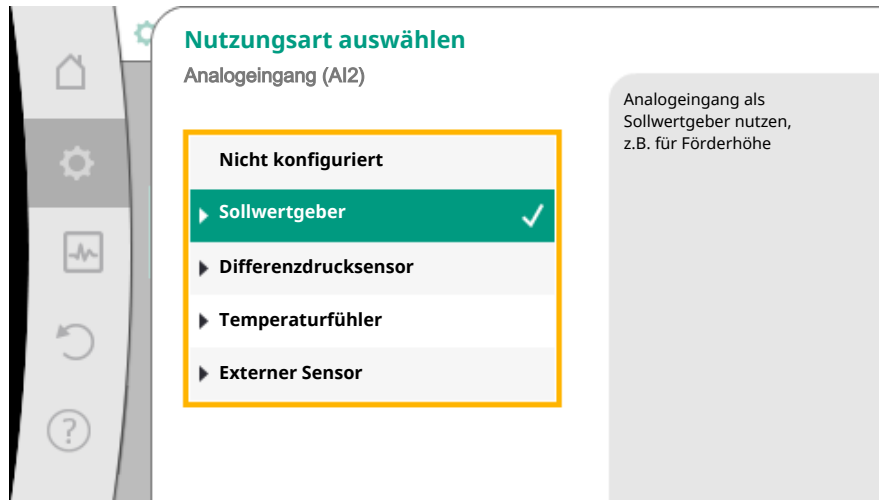 Nutzungsart auswählen
Analogeingang (AI2)
Nicht konfiguriert
Sollwertgeber
Differenzdrucksensor
Temperaturfühler
Externer Sensor
Analogeingang als
Sollwertgeber nutzen,
z.B. für Förderhöhe
?